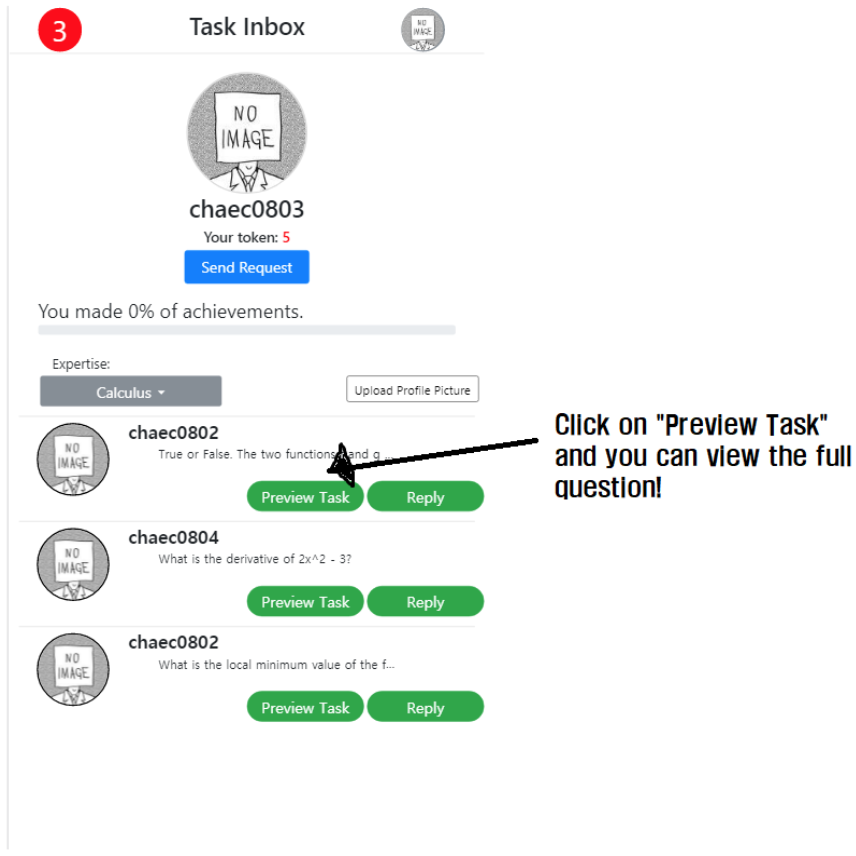 3 Task Inbox
NO
IMAGE
NO
IMAGE
chaec0803
Your token: 5
Send Request
You made 0% of achievements.
Expertise:
Calculus
Upload Profile Picture
NO
IMAGE
chaec0802
True or False. The two functions and g ...
Preview Task Reply
Click on "Preview Task"
and you can view the full
question!
NO
IMAGE
chaec0804
What is the derivative of 2x^2 - 3?
Preview Task Reply
NO
IMAGE
chaec0802
What is the local minimum value of the f...
Preview Task Reply